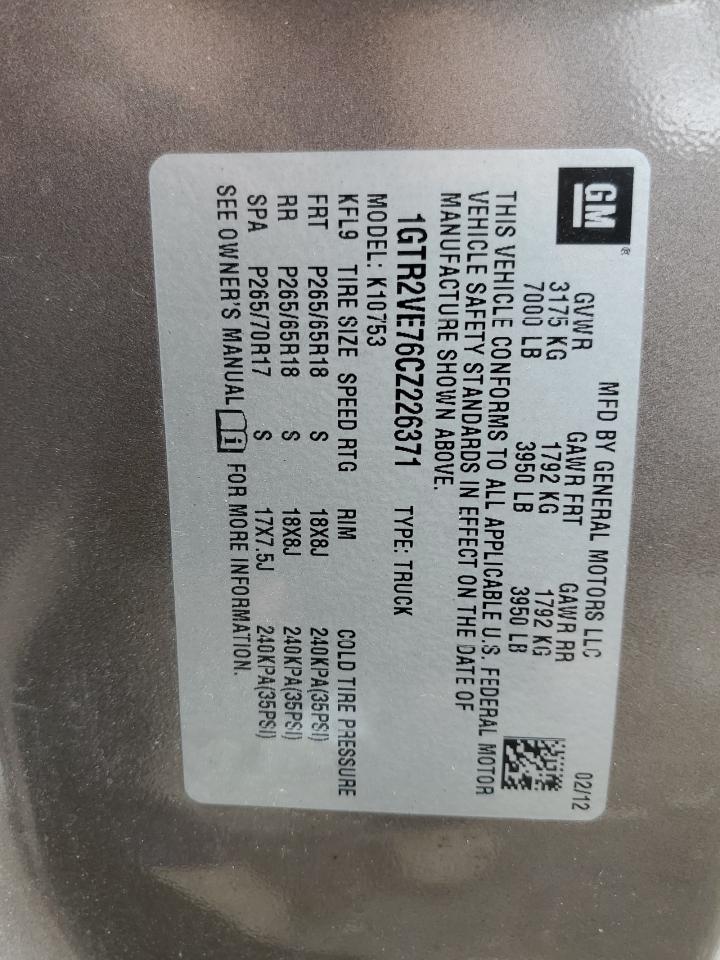 GM®
MFD BY GENERAL MOTORS LLC 02/12
GVWR GAWR FRT GAWR RR
3175 KG 1792 KG 1792 KG
7000 LB 3950 LB 3950 LB
THIS VEHICLE CONFORMS TO ALL APPLICABLE U.S. FEDERAL MOTOR
VEHICLE SAFETY STANDARDS IN EFFECT ON THE DATE OF
MANUFACTURE SHOWN ABOVE.
1GTR2VE76CZ226371 TYPE: TRUCK
MODEL: K10753
KFL9 TIRE SIZE SPEED RTG RIM COLD TIRE PRESSURE
FRT P265/65R18 S 18X8J 240KPA(35PSI)
RR P265/65R18 S 18X8J 240KPA(35PSI)
SPA P265/70R17 S 17X7.5J 240KPA(35PSI)
SEE OWNER'S MANUAL i FOR MORE INFORMATION.